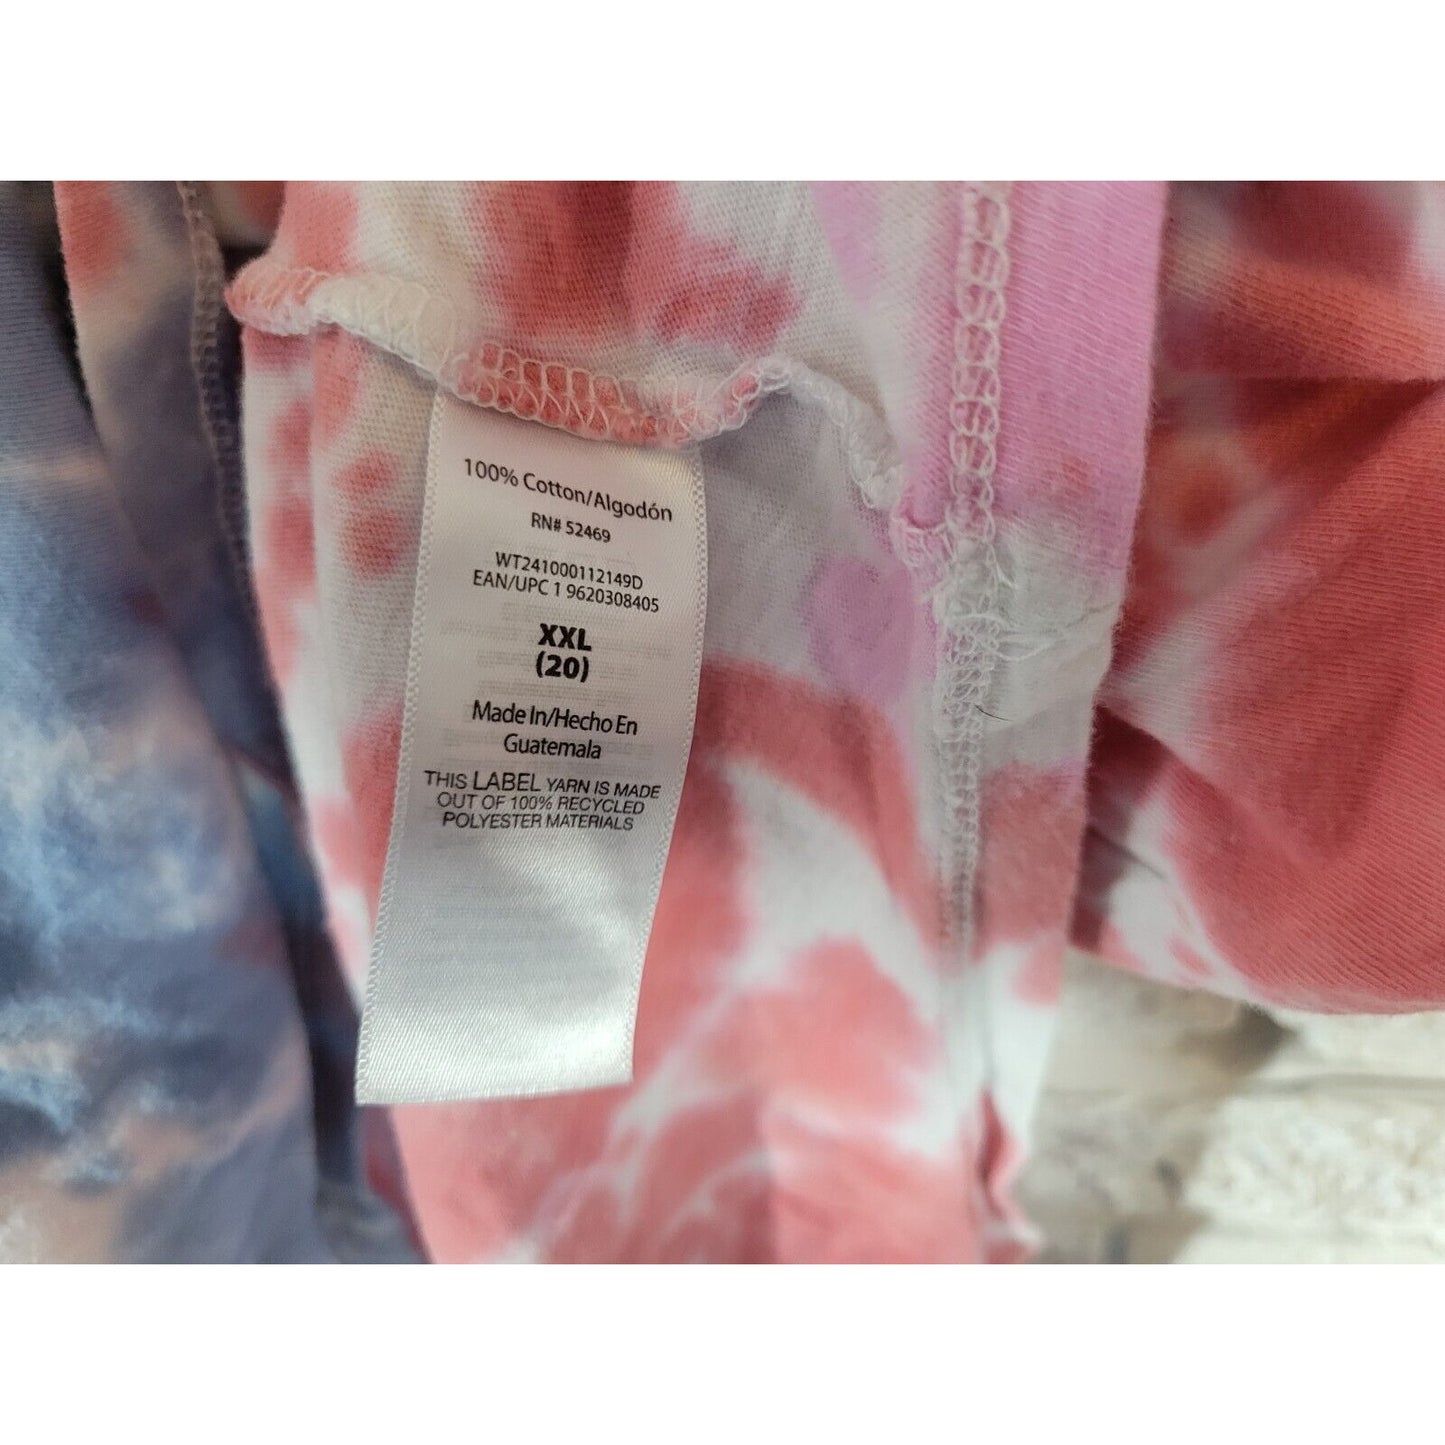 100% Cotton/Algodón
RN# 52469
WT241000112149D
EAN/UPC 1 9620308405
XXL
(20)
Made In/Hecho En
Guatemala
THIS LABEL YARN IS MADE
OUT OF 100% RECYCLED
POLYESTER MATERIALS